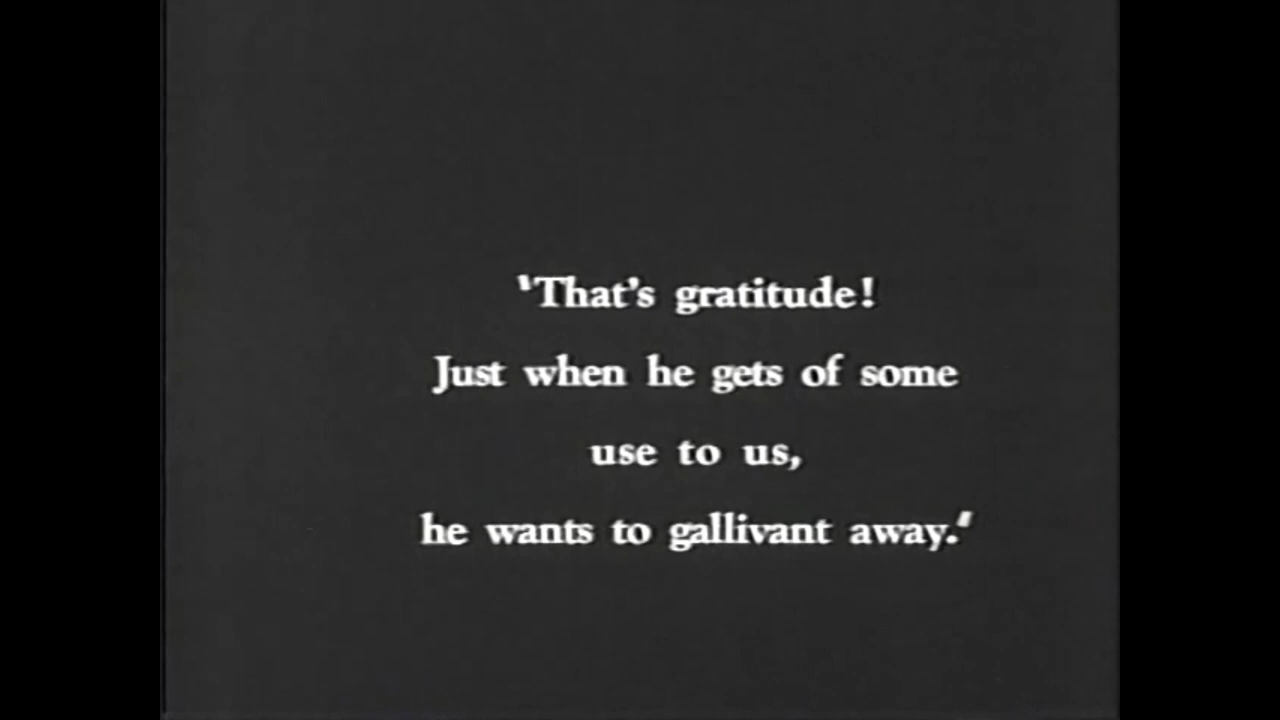 "That's gratitude!
Just when he gets of some
use to us,
he wants to gallivant away."